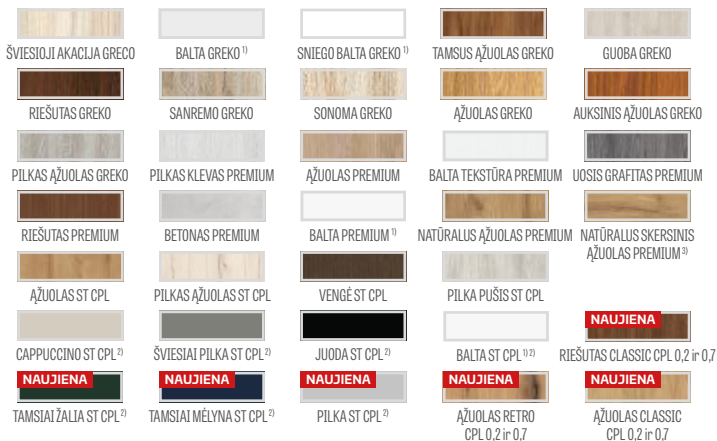 ŠVIESIOJI AKACIJA GRECO BALTA GREKO 1) SNIEGO BALTA GREKO 1) TAMSUS ĄŽUOLAS GREKO GUOBA GREKO
RIEŠUTAS GREKO SANREMO GREKO SONOMA GREKO ĄŽUOLAS GREKO AUKSINIS ĄŽUOLAS GREKO
PILKAS ĄŽUOLAS GREKO PILKAS KLEVAS PREMIUM ĄŽUOLAS PREMIUM BALTA TEKSTŪRA PREMIUM UOSIS GRAFITAS PREMIUM
RIEŠUTAS PREMIUM BETONAS PREMIUM BALTA PREMIUM 1) NATŪRALUS ĄŽUOLAS PREMIUM NATŪRALUS SKERSINIS
ĄŽUOLAS PREMIUM 3)
ĄŽUOLAS ST CPL PILKAS ĄŽUOLAS ST CPL VENGĖ ST CPL PILKA PUŠIS ST CPL
NAUJIENA
CAPPUCCINO ST CPL 2) ŠVIESIAI PILKA ST CPL 2) JUODA ST CPL 2) BALTA ST CPL 1) 2) RIEŠUTAS CLASSIC CPL 0,2 ir 0,7
NAUJIENA NAUJIENA NAUJIENA NAUJIENA NAUJIENA
TAMSIAI ŽALIA ST CPL 2) TAMSIAI MĖLYNA ST CPL 2) PILKA ST CPL 2) ĄŽUOLAS RETRO ĄŽUOLAS CLASSIC
CPL 0,2 ir 0,7 CPL 0,2 ir 0,7